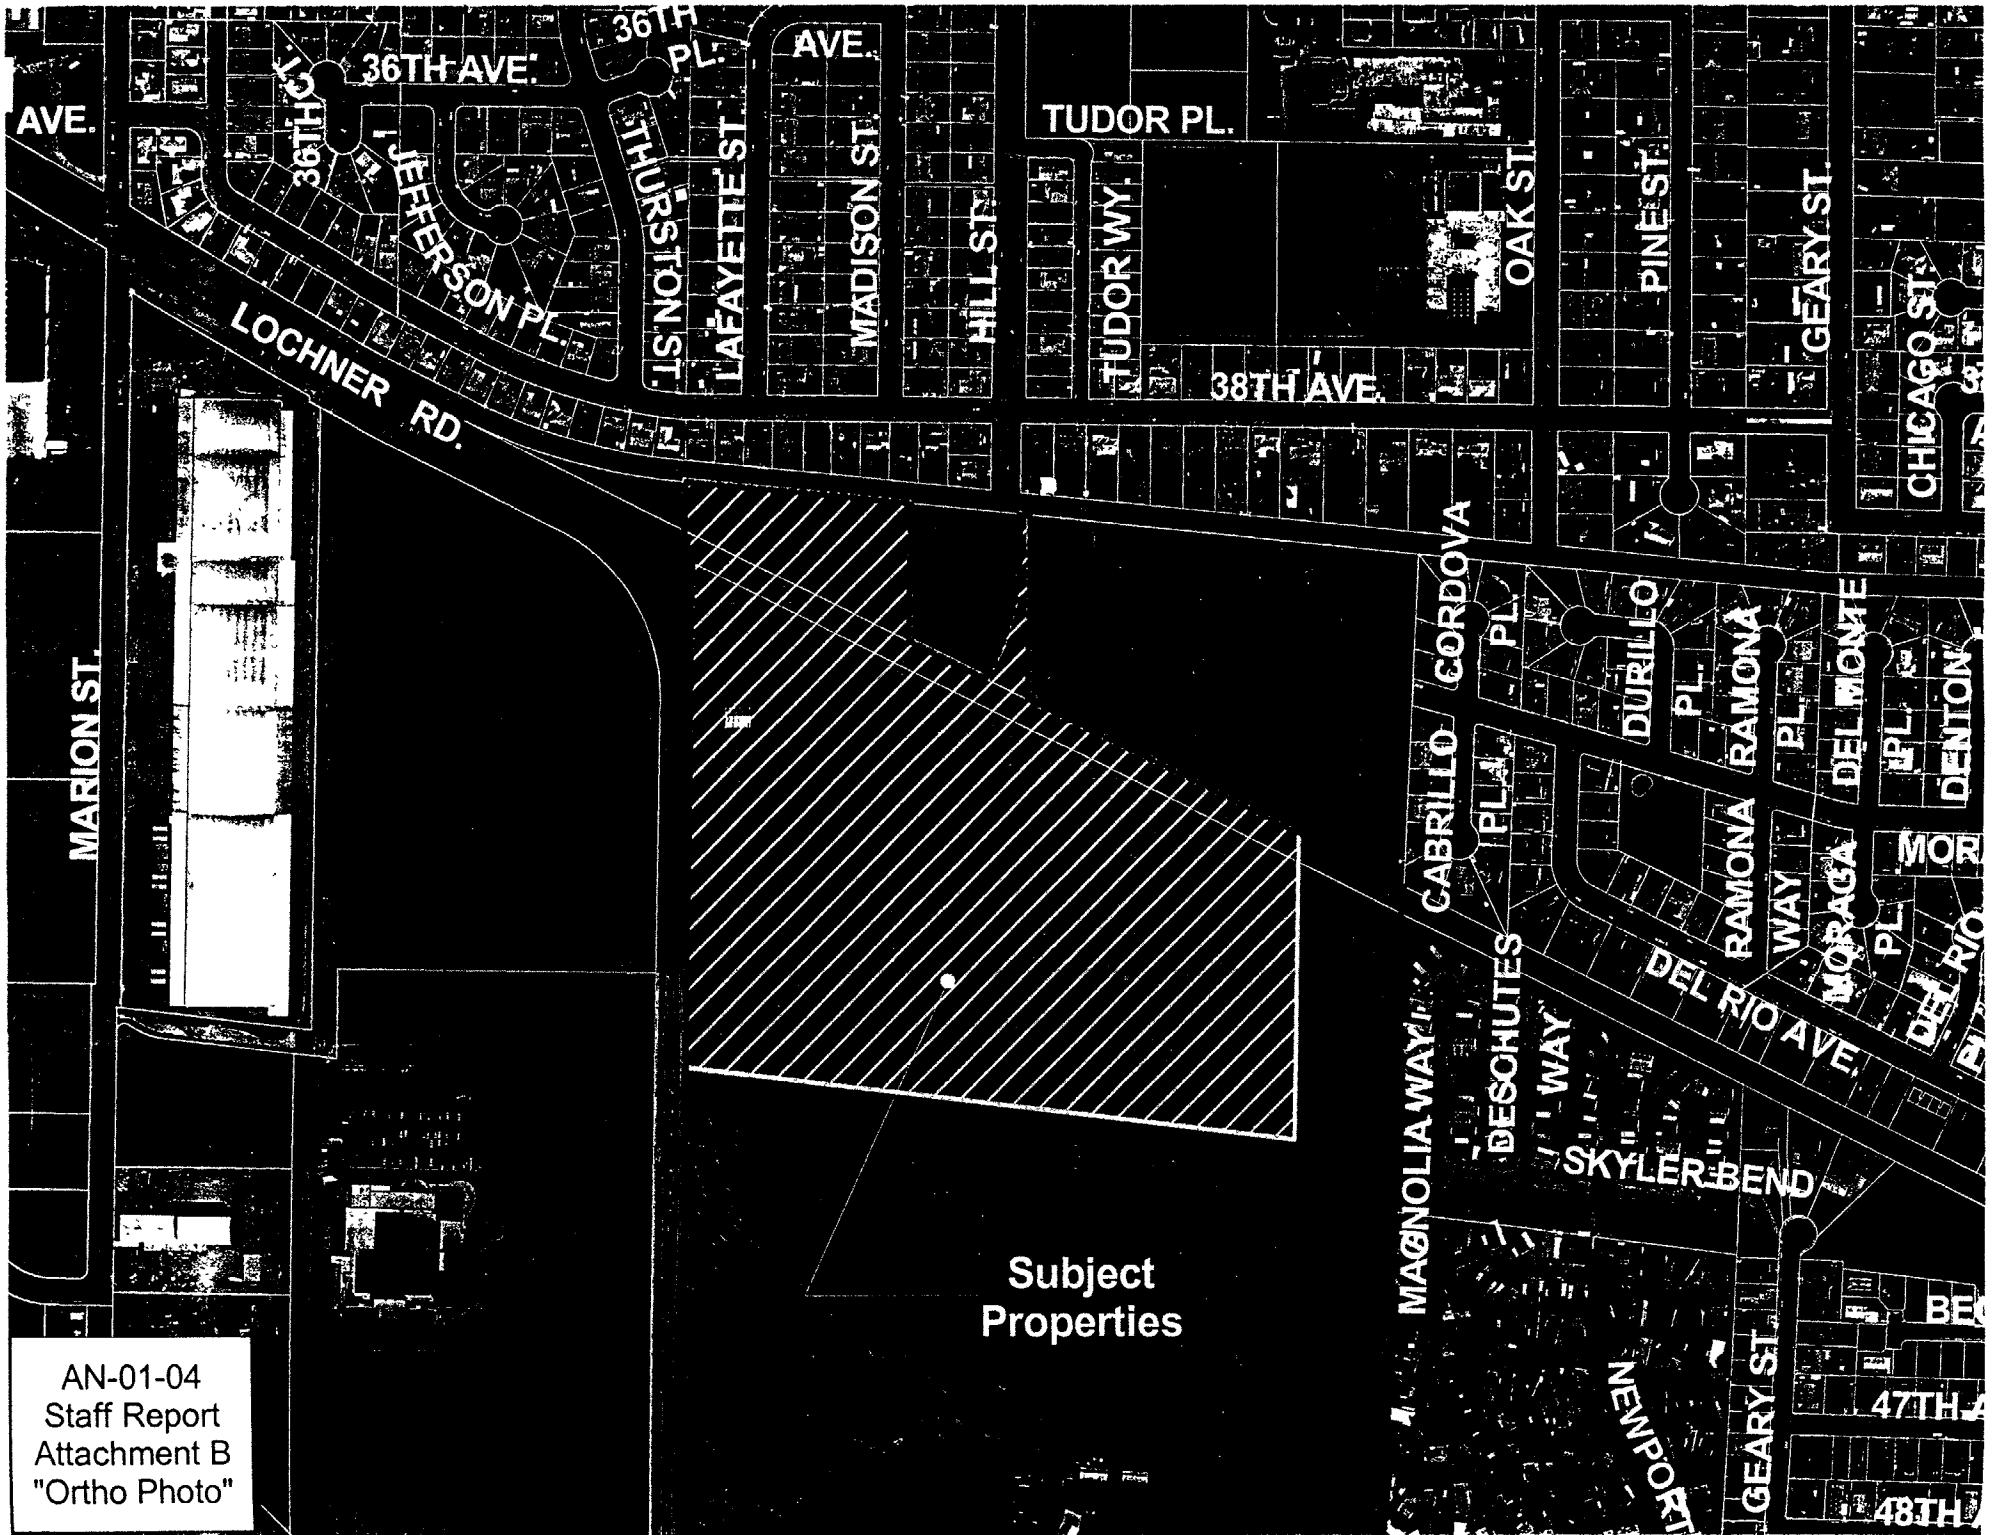 36TH
PL.
AVE.
36TH AVE.
AVE.
36TH CT.
JEFFERSON PL.
THURSTON ST.
LAFAYETTE ST.
MADISON ST.
HILL ST.
TUDOR PL.
TUDOR WY.
OAK ST.
PINE ST.
GEARY ST.
CHICAGO ST.
LOCHNER RD.
38TH AVE.
MARION ST.
CORDOVA
PL.
CABRILLO
PL.
DURILLO
PL.
RAMONA
PL.
DEL MONTE
PL.
DENTON
RAMONA
WAY
MORAGA
PL.
MORA
DEL RIO
DEL RIO AVE.
MAGNOLIA WAY
DESCHUTES
WAY
SKYLER BEND
Subject
Properties
NEWPORT
GEARY ST.
47TH A
48TH A
AN-01-04
Staff Report
Attachment B
"Ortho Photo"